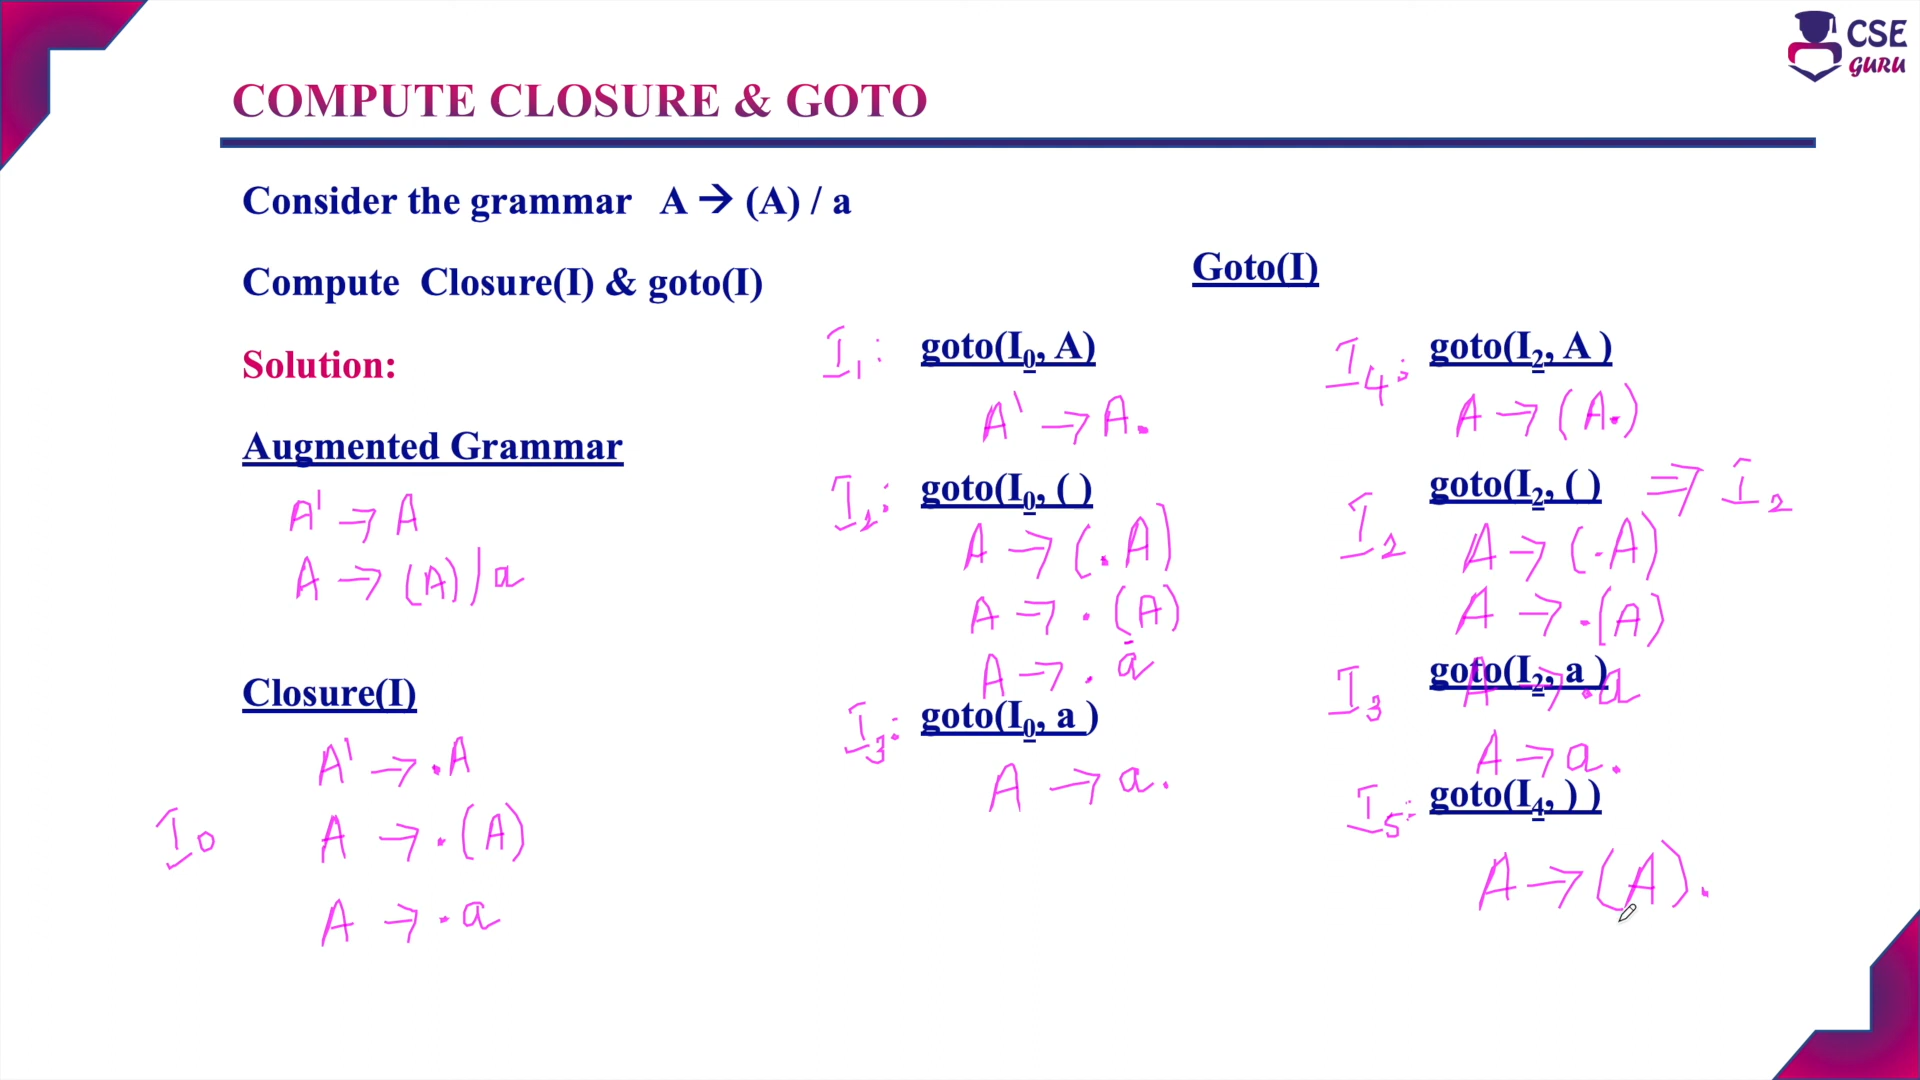 CSE
GURU
COMPUTE CLOSURE & GOTO
Consider the grammar A → (A) / a
Compute Closure(I) & goto(I)
Solution:
Augmented Grammar
A' → A
A → (A) | a
Closure(I)
I0
A' → .A
A → .(A)
A → .a
Goto(I)
I1: goto(I0, A)
A' → A.
I2: goto(I0, ( )
A → (.A)
A → .(A)
A → .a
I3: goto(I0, a )
A → a.
I4: goto(I2, A )
A → (A.)
I2 goto(I2, ( ) ⇒ I2
A → (.A)
A → .(A)
A → .a
I3 goto(I2, a )
A → a.
I5: goto(I4, ) )
A → (A).